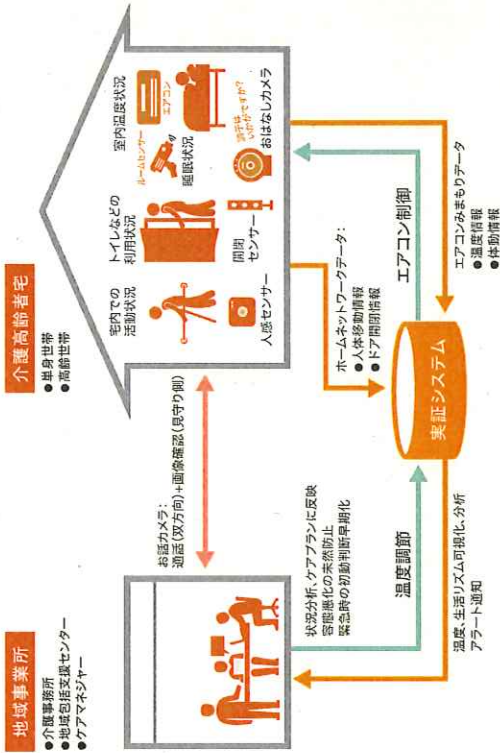 地域事業所
●介護事務所
●地域包括支援センター
●ケアマネジャー
介護高齢者宅
●単身世帯
●高齢世帯
お話カメラ：
通話(双方向)+画像確認(見守り側)
宅内での
活動状況
人感センサー
トイレなどの
利用状況
開閉
センサー
室内温度状況
ルームセンサー
エアコン
睡眠状況
調子は
いかがですか?
おはなしカメラ
状況分析、ケアプランに反映
容態悪化の未然防止
緊急時の初動判断早期化
温度調節
温度、生活リズム可視化、分析
アラート通知
実証システム
ホームネットワークデータ：
●人体移動情報
●ドア開閉情報
エアコン制御
エアコンみまもりデータ
●温度情報
●体動情報